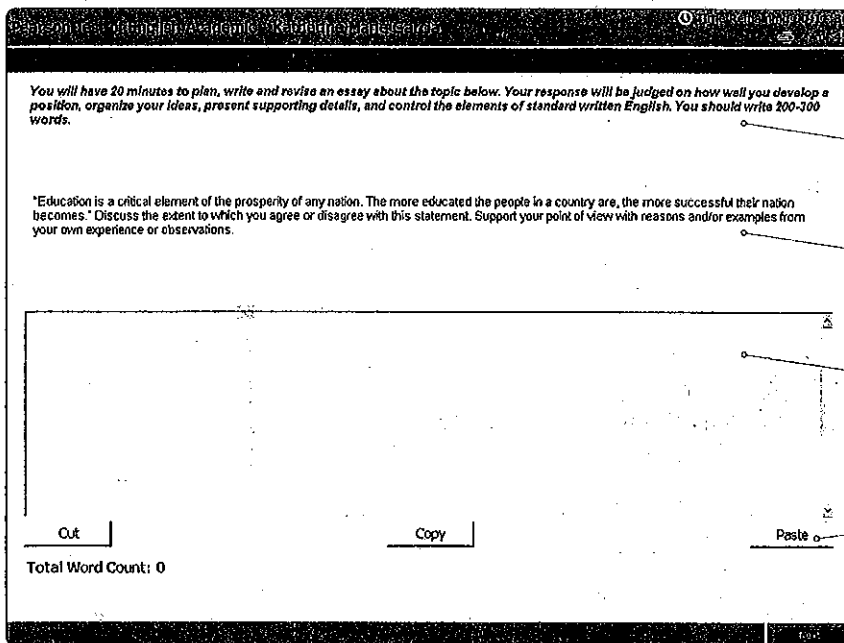 You will have 20 minutes to plan, write and revise an essay about the topic below. Your response will be judged on how well you develop a
position, organize your ideas, present supporting details, and control the elements of standard written English. You should write 200-300
words.
"Education is a critical element of the prosperity of any nation. The more educated the people in a country are, the more successful their nation
becomes." Discuss the extent to which you agree or disagree with this statement. Support your point of view with reasons and/or examples from
your own experience or observations.
Cut Copy Paste
Total Word Count: 0